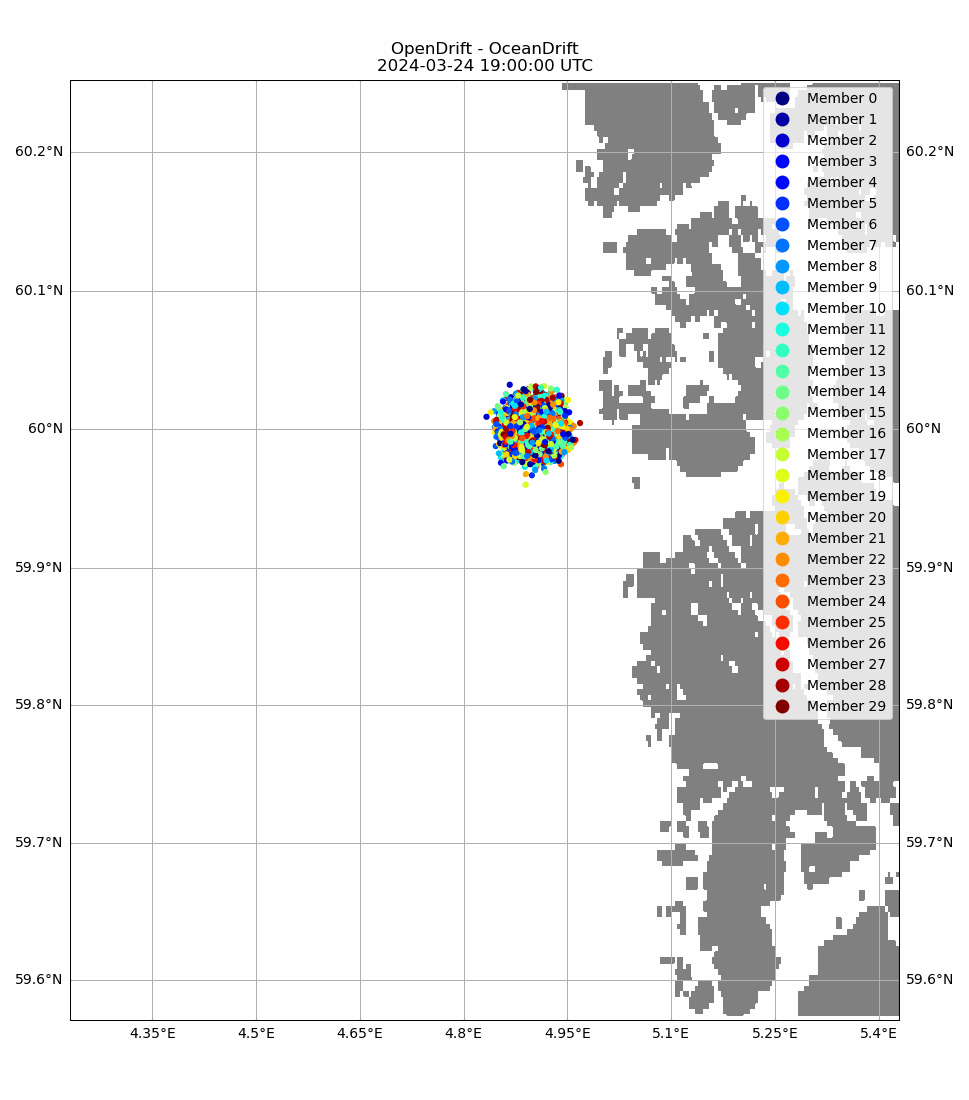 OpenDrift - OceanDrift
2024-03-24 19:00:00 UTC
Member 0
Member 1
Member 2
Member 3
Member 4
Member 5
Member 6
Member 7
Member 8
Member 9
Member 10
Member 11
Member 12
Member 13
Member 14
Member 15
Member 16
Member 17
Member 18
Member 19
Member 20
Member 21
Member 22
Member 23
Member 24
Member 25
Member 26
Member 27
Member 28
Member 29
60.2°N 60.2°N
60.1°N 60.1°N
60°N 60°N
59.9°N 59.9°N
59.8°N 59.8°N
59.7°N 59.7°N
59.6°N 59.6°N
4.35°E 4.5°E 4.65°E 4.8°E 4.95°E 5.1°E 5.25°E 5.4°E